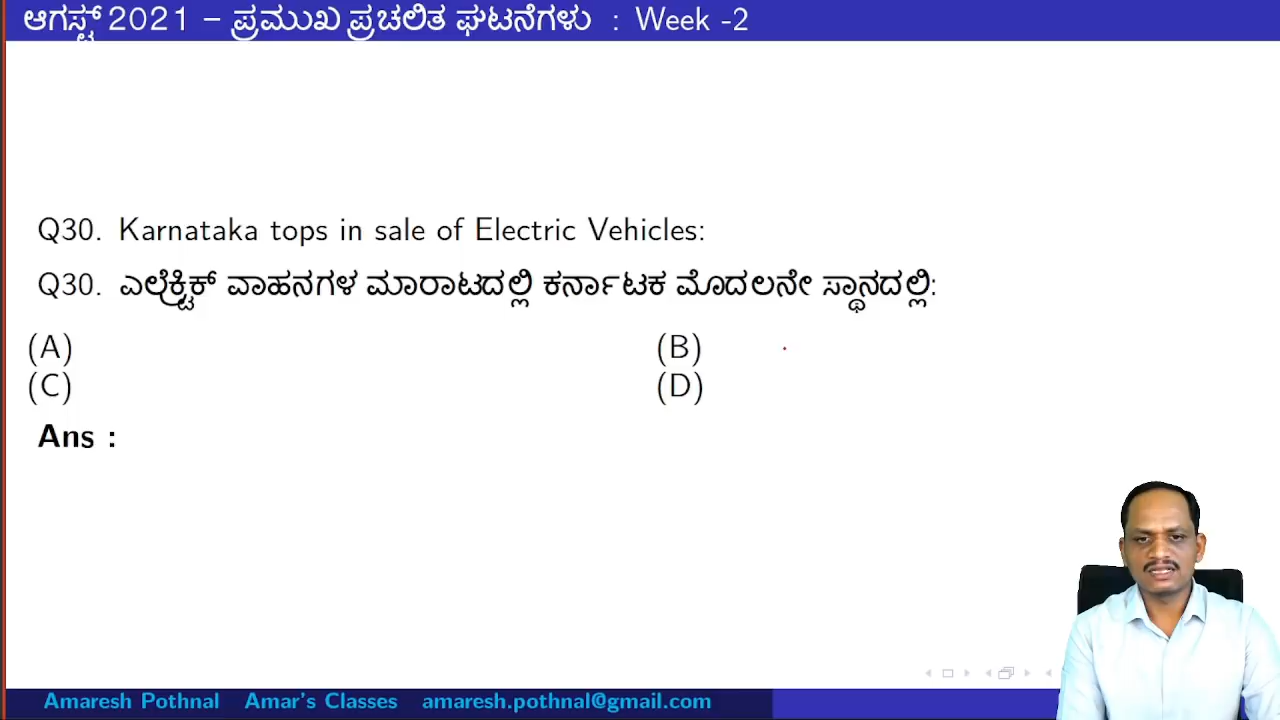 ಆಗಸ್ಟ್ 2021 – ಪ್ರಮುಖ ಪ್ರಚಲಿತ ಘಟನೆಗಳು : Week -2
Q30. Karnataka tops in sale of Electric Vehicles:
Q30. ಎಲೆಕ್ಟ್ರಿಕ್ ವಾಹನಗಳ ಮಾರಾಟದಲ್ಲಿ ಕರ್ನಾಟಕ ಮೊದಲನೇ ಸ್ಥಾನದಲ್ಲಿ:
(A) (B)
(C) (D)
Ans :
Amaresh Pothnal Amar's Classes amaresh.pothnal@gmail.com